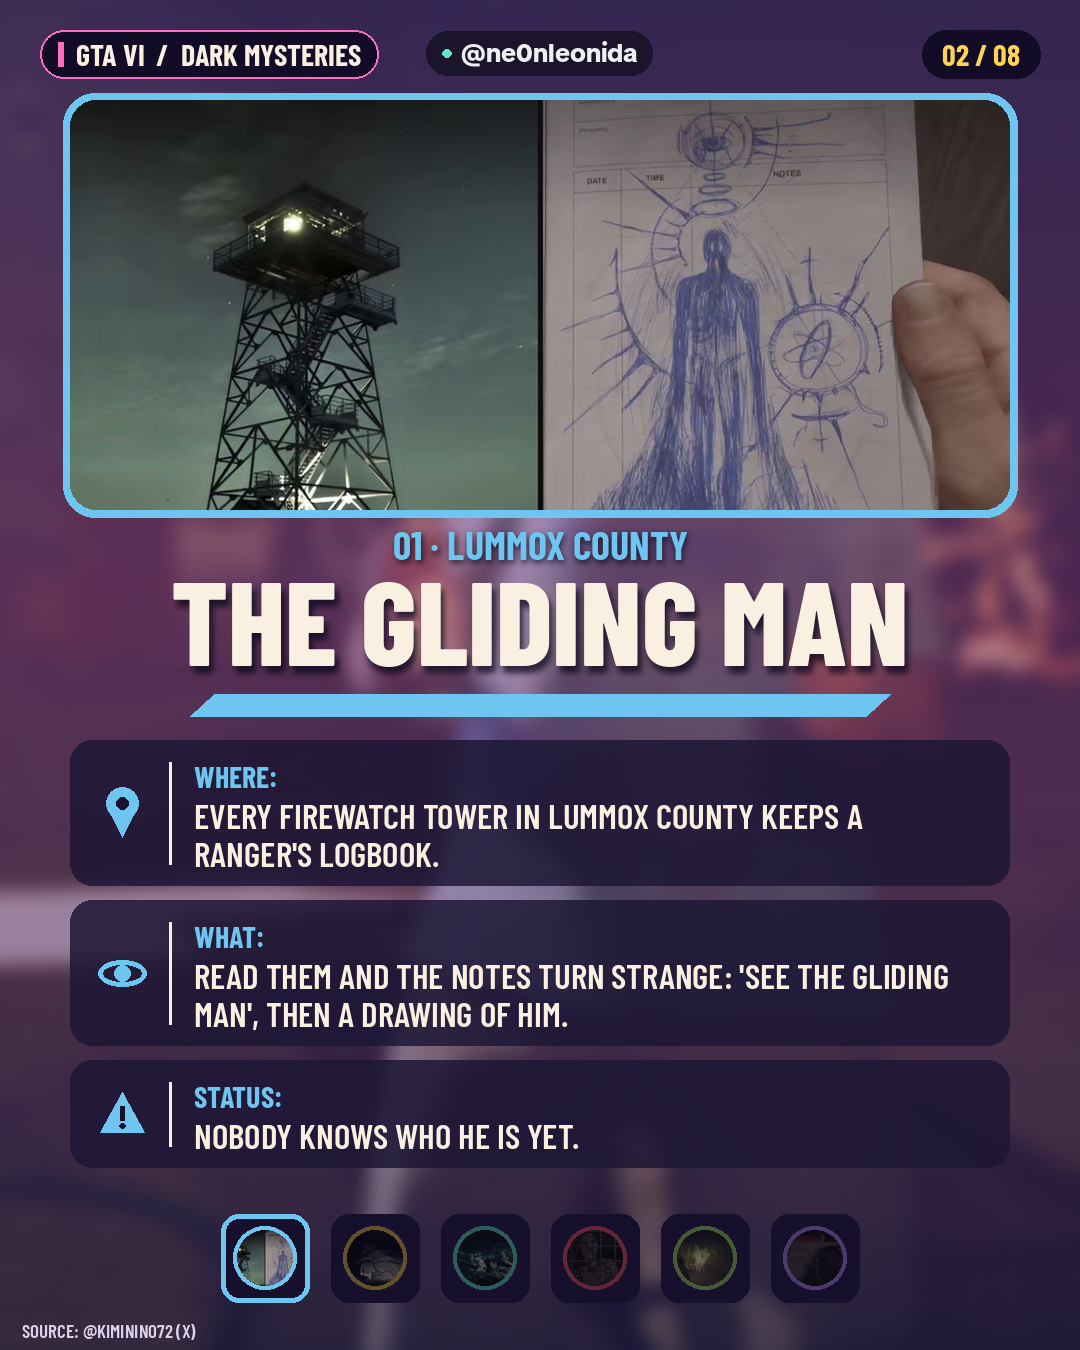 GTA VI / DARK MYSTERIES
@ne0nleonida
02 / 08
DATE TIME NOTES
01 · LUMMOX COUNTY
THE GLIDING MAN
WHERE:
EVERY FIREWATCH TOWER IN LUMMOX COUNTY KEEPS A
RANGER'S LOGBOOK.
WHAT:
READ THEM AND THE NOTES TURN STRANGE: 'SEE THE GLIDING
MAN', THEN A DRAWING OF HIM.
STATUS:
NOBODY KNOWS WHO HE IS YET.
SOURCE: @KIMININO72 (X)